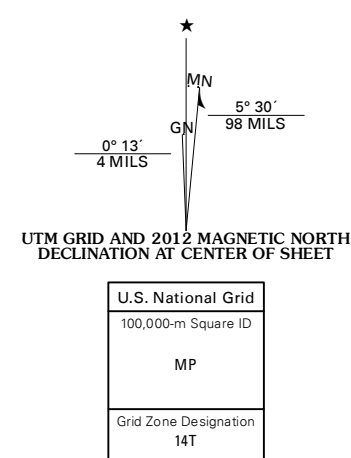 ★
MN
5° 30´
98 MILS
GN
0° 13´
4 MILS
UTM GRID AND 2012 MAGNETIC NORTH
DECLINATION AT CENTER OF SHEET
U.S. National Grid
100,000-m Square ID
MP
Grid Zone Designation
14T